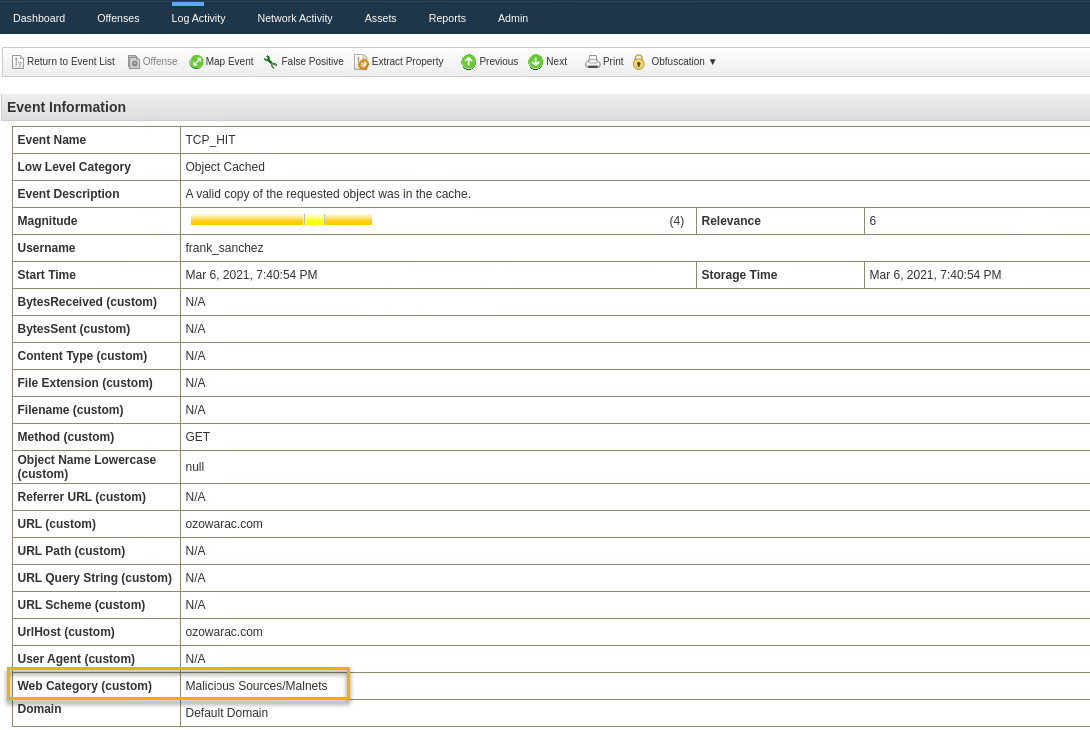 Dashboard Offenses Log Activity Network Activity Assets Reports Admin
Return to Event List Offense Map Event False Positive Extract Property Previous Next Print Obfuscation ▼
Event Information
Event Name TCP_HIT
Low Level Category Object Cached
Event Description A valid copy of the requested object was in the cache.
Magnitude (4) Relevance 6
Username frank_sanchez
Start Time Mar 6, 2021, 7:40:54 PM Storage Time Mar 6, 2021, 7:40:54 PM
BytesReceived (custom) N/A
BytesSent (custom) N/A
Content Type (custom) N/A
File Extension (custom) N/A
Filename (custom) N/A
Method (custom) GET
Object Name Lowercase
(custom) null
Referrer URL (custom) N/A
URL (custom) ozowarac.com
URL Path (custom) N/A
URL Query String (custom) N/A
URL Scheme (custom) N/A
UrlHost (custom) ozowarac.com
User Agent (custom) N/A
Web Category (custom) Malicious Sources/Malnets
Domain Default Domain